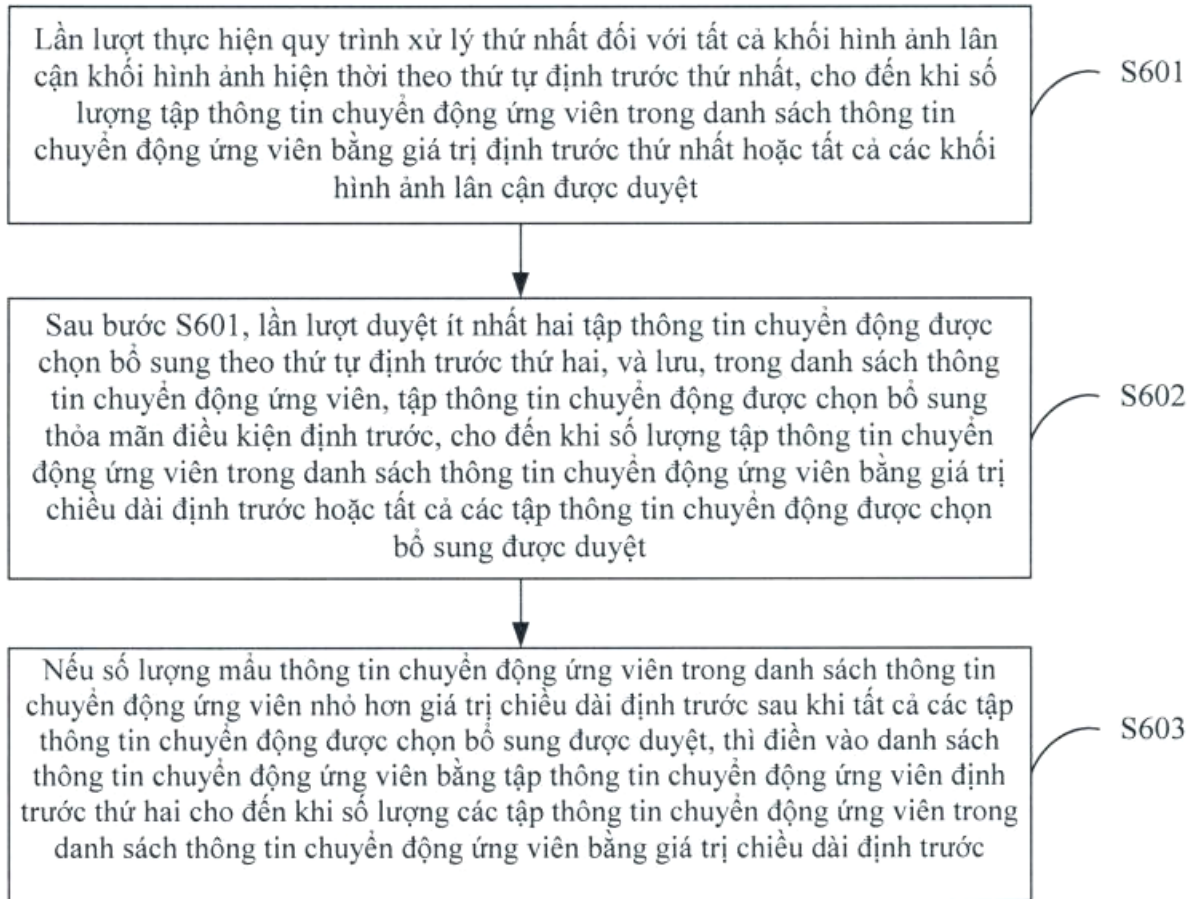 Lần lượt thực hiện quy trình xử lý thứ nhất đối với tất cả khối hình ảnh lân
cận khối hình ảnh hiện thời theo thứ tự định trước thứ nhất, cho đến khi số
lượng tập thông tin chuyển động ứng viên trong danh sách thông tin
chuyển động ứng viên bằng giá trị định trước thứ nhất hoặc tất cả các khối
hình ảnh lân cận được duyệt
S601
Sau bước S601, lần lượt duyệt ít nhất hai tập thông tin chuyển động được
chọn bổ sung theo thứ tự định trước thứ hai, và lưu, trong danh sách thông
tin chuyển động ứng viên, tập thông tin chuyển động được chọn bổ sung
thỏa mãn điều kiện định trước, cho đến khi số lượng tập thông tin chuyển
động ứng viên trong danh sách thông tin chuyển động ứng viên bằng giá trị
chiều dài định trước hoặc tất cả các tập thông tin chuyển động được chọn
bổ sung được duyệt
S602
Nếu số lượng mẫu thông tin chuyển động ứng viên trong danh sách thông tin
chuyển động ứng viên nhỏ hơn giá trị chiều dài định trước sau khi tất cả các tập
thông tin chuyển động được chọn bổ sung được duyệt, thì điền vào danh sách
thông tin chuyển động ứng viên bằng tập thông tin chuyển động ứng viên định
trước thứ hai cho đến khi số lượng các tập thông tin chuyển động ứng viên trong
danh sách thông tin chuyển động ứng viên bằng giá trị chiều dài định trước
S603